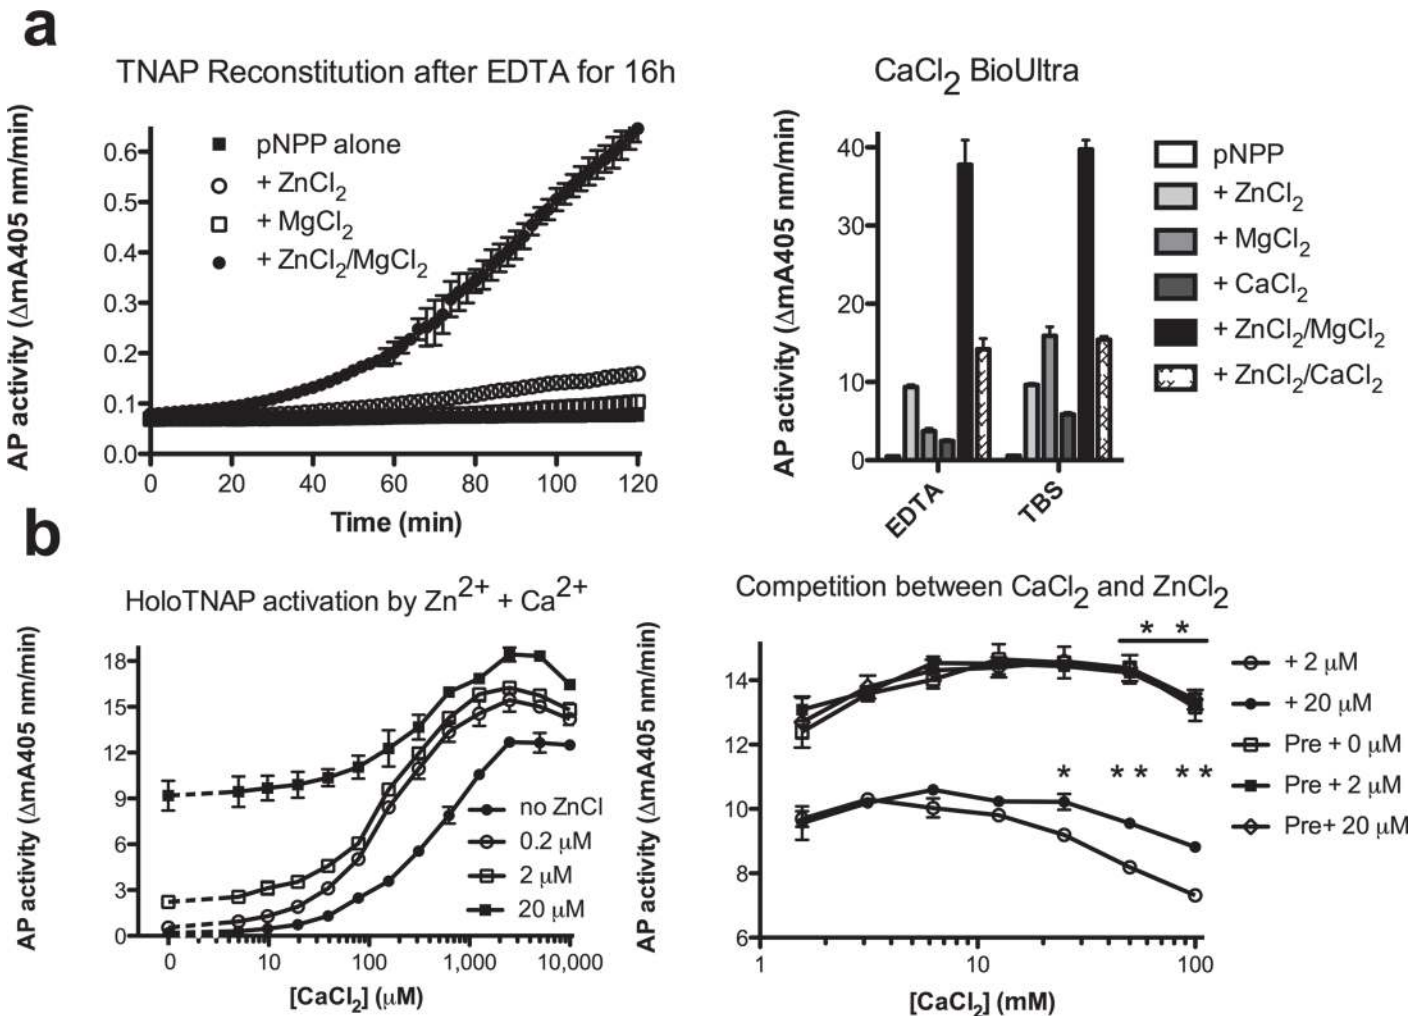 a
TNAP Reconstitution after EDTA for 16h
AP activity (ΔmA405 nm/min)
0.6
0.5
0.4
0.3
0.2
0.1
0.0
pNPP alone
+ ZnCl2
+ MgCl2
+ ZnCl2/MgCl2
0 20 40 60 80 100 120
Time (min)
CaCl2 BioUltra
AP activity (ΔmA405 nm/min)
40
30
20
10
0
EDTA TBS
pNPP
+ ZnCl2
+ MgCl2
+ CaCl2
+ ZnCl2/MgCl2
+ ZnCl2/CaCl2
b
HoloTNAP activation by Zn2+ + Ca2+
AP activity (ΔmA405 nm/min)
18
15
12
9
6
3
0
no ZnCl
0.2 μM
2 μM
20 μM
0 10 100 1,000 10,000
[CaCl2] (μM)
Competition between CaCl2 and ZnCl2
AP activity (ΔmA405 nm/min)
14
12
10
8
6
* *
* ** **
1 10 100
[CaCl2] (mM)
+ 2 μM
+ 20 μM
Pre + 0 μM
Pre + 2 μM
Pre+ 20 μM